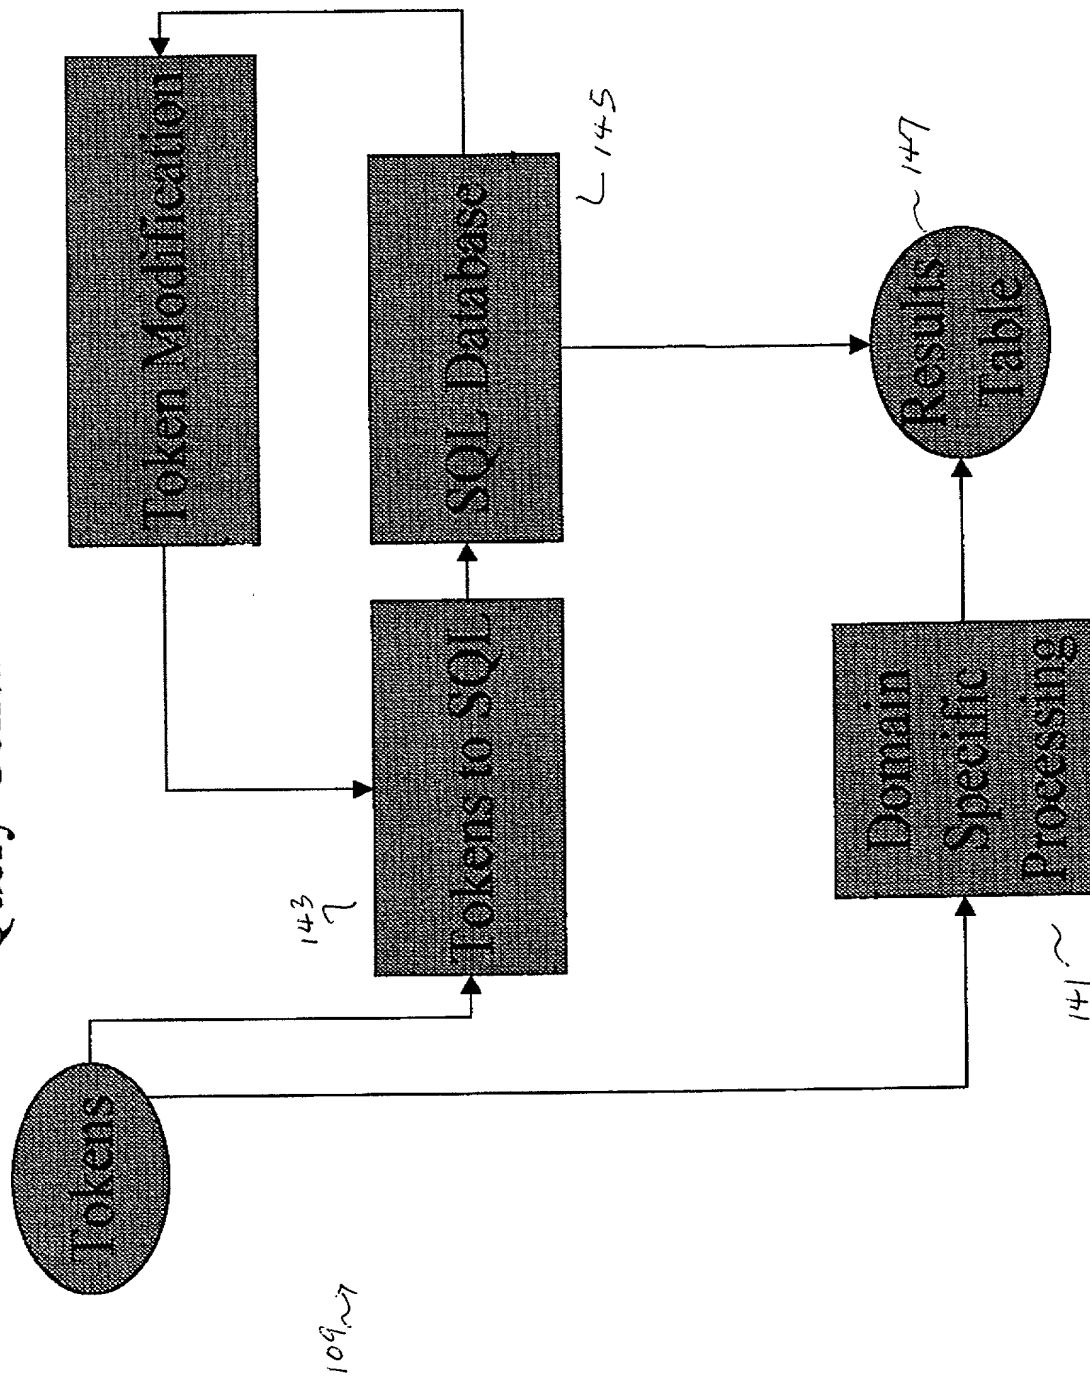 Token Modification
Tokens
143
Tokens to SQL
SQL Database
145
109
141
Domain
Specific
Processing
Results
Table
147